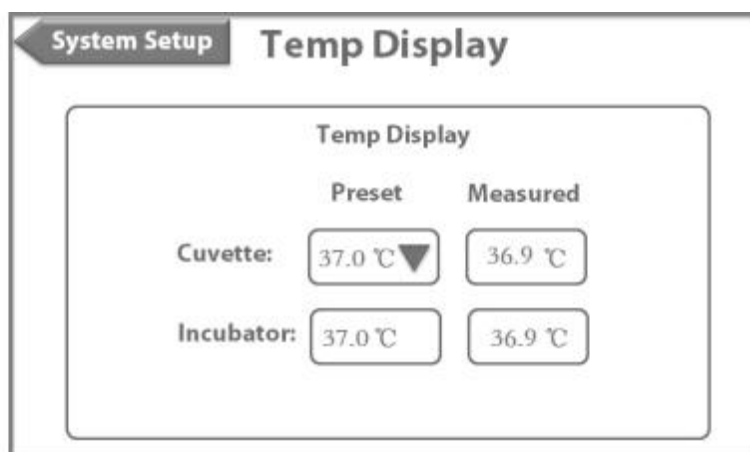 System Setup Temp Display
Temp Display
Preset Measured
Cuvette: 37.0 ℃ 36.9 ℃
Incubator: 37.0 ℃ 36.9 ℃